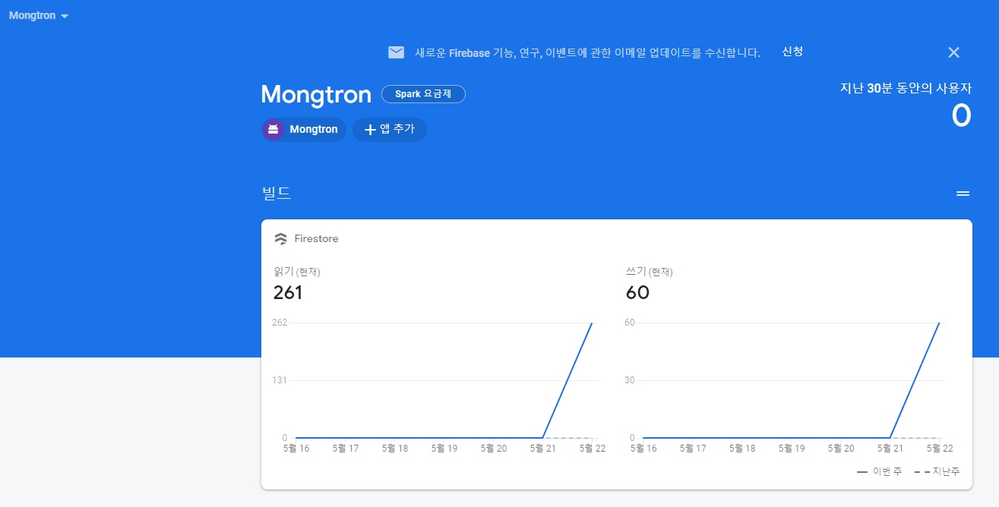 Mongtron
새로운 Firebase 기능, 연구, 이벤트에 관한 이메일 업데이트를 수신합니다. 신청
Mongtron Spark 요금제
지난 30분 동안의 사용자
0
Mongtron 앱 추가
빌드
Firestore
읽기 (현재)
261
262
131
0
5월 16 5월 17 5월 18 5월 19 5월 20 5월 21 5월 22
쓰기 (현재)
60
60
30
0
5월 16 5월 17 5월 18 5월 19 5월 20 5월 21 5월 22
이번 주 지난주